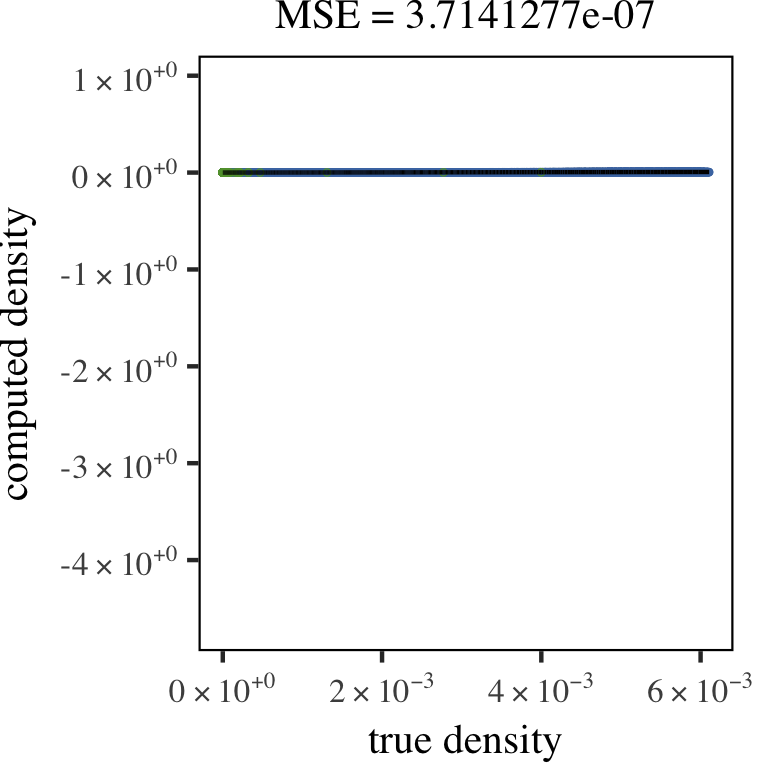 MSE = 3.7141277e-07
1 × 10⁺⁰
0 × 10⁺⁰
-1 × 10⁺⁰
-2 × 10⁺⁰
-3 × 10⁺⁰
-4 × 10⁺⁰
computed density
0 × 10⁺⁰ 2 × 10⁻³ 4 × 10⁻³ 6 × 10⁻³
true density